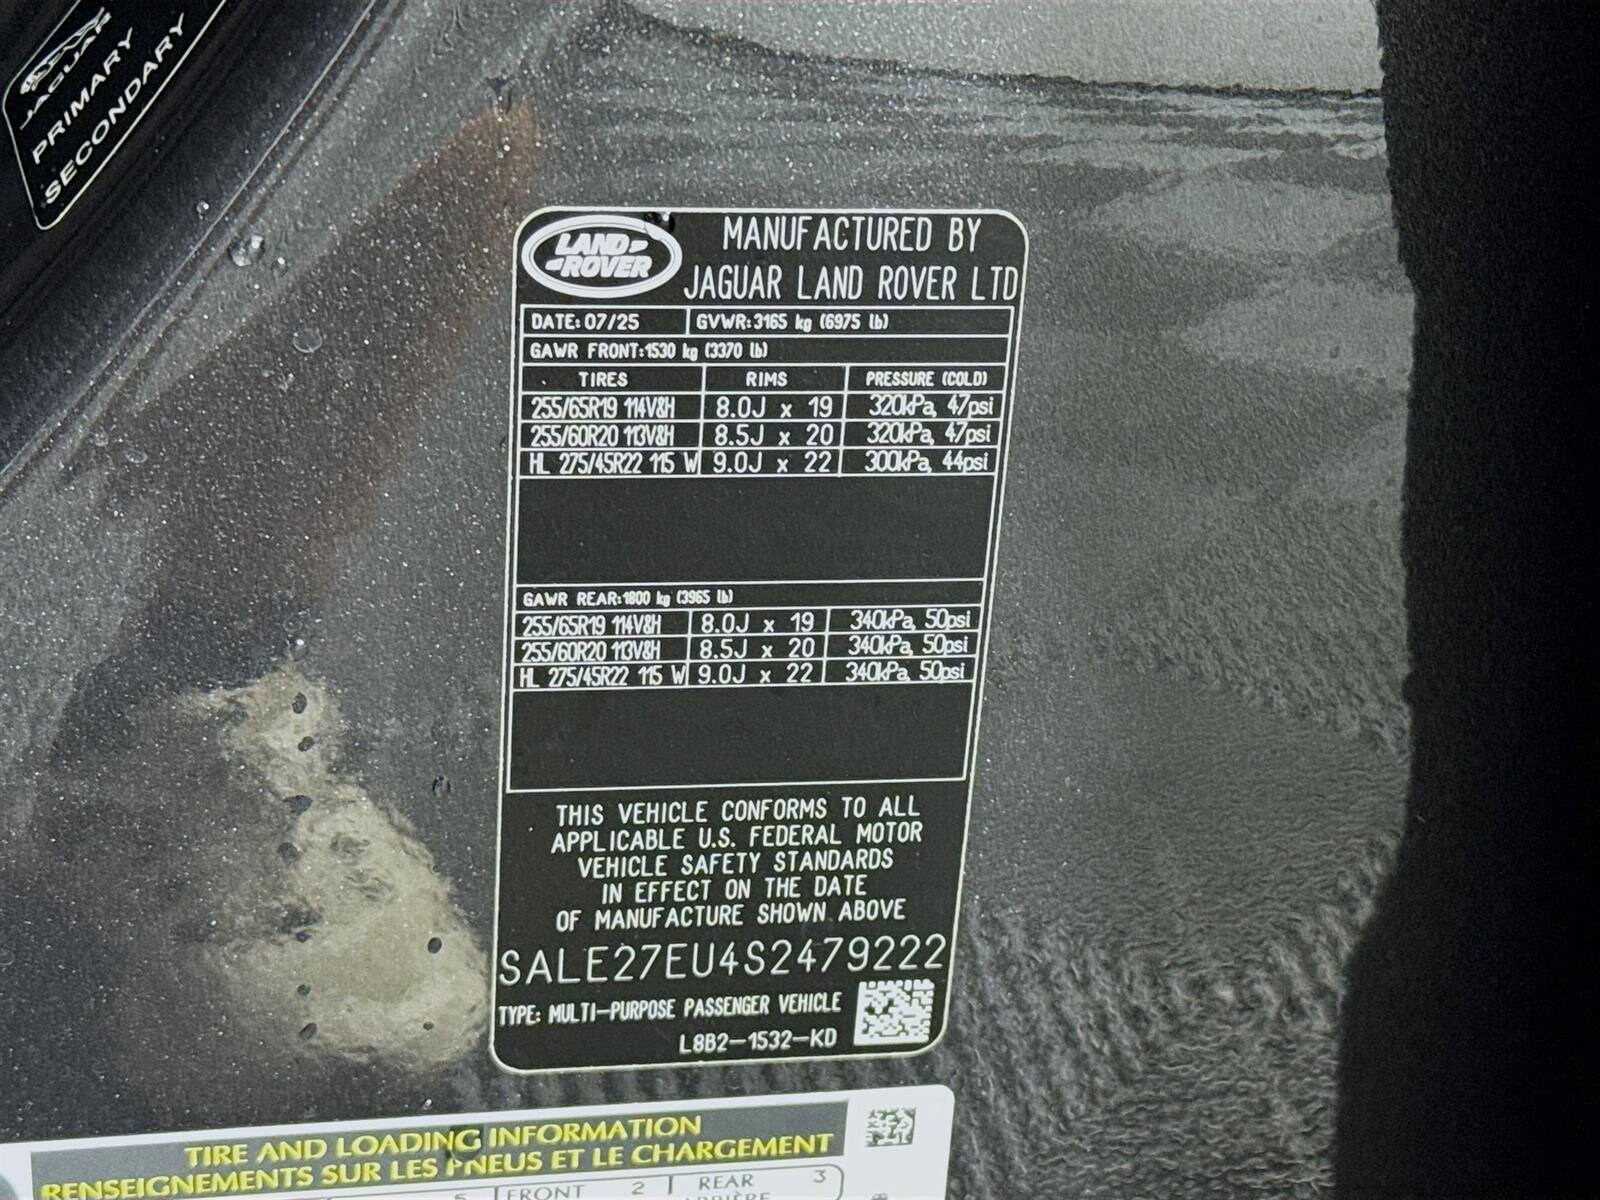 JAGUAR
PRIMARY
SECONDARY
LAND
ROVER
MANUFACTURED BY
JAGUAR LAND ROVER LTD
DATE: 07/25 GVWR: 3165 kg (6975 lb)
GAWR FRONT: 1530 kg (3370 lb)
TIRES RIMS PRESSURE (COLD)
255/65R19 114V&H 8.0J x 19 320kPa, 47psi
255/60R20 113V&H 8.5J x 20 320kPa, 47psi
HL 275/45R22 115 W 9.0J x 22 300kPa, 44psi
GAWR REAR: 1800 kg (3965 lb)
255/65R19 114V&H 8.0J x 19 340kPa, 50psi
255/60R20 113V&H 8.5J x 20 340kPa, 50psi
HL 275/45R22 115 W 9.0J x 22 340kPa, 50psi
THIS VEHICLE CONFORMS TO ALL
APPLICABLE U.S. FEDERAL MOTOR
VEHICLE SAFETY STANDARDS
IN EFFECT ON THE DATE
OF MANUFACTURE SHOWN ABOVE
SALE27EU4S2479222
TYPE: MULTI-PURPOSE PASSENGER VEHICLE
L8B2-1532-KD
TIRE AND LOADING INFORMATION
RENSEIGNEMENTS SUR LES PNEUS ET LE CHARGEMENT
5 FRONT 2 REAR 3